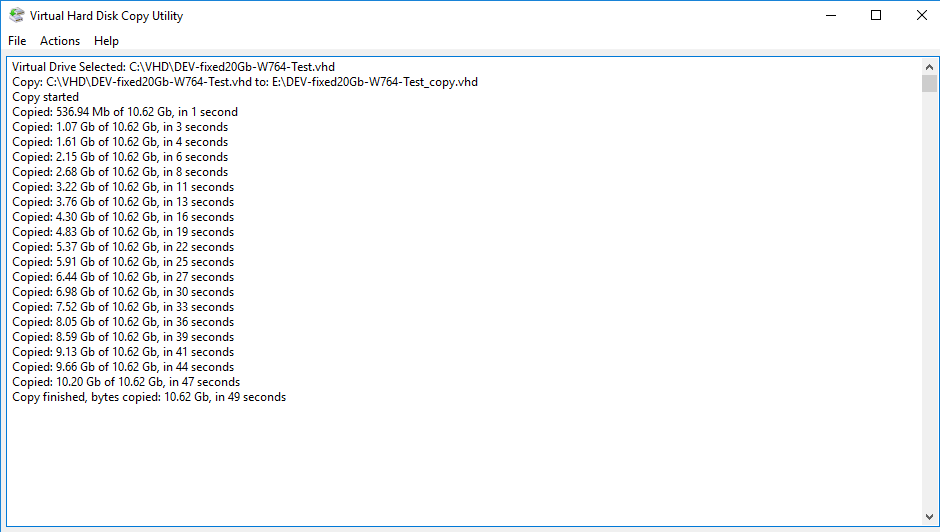 Virtual Hard Disk Copy Utility
File Actions Help
Virtual Drive Selected: C:\VHD\DEV-fixed20Gb-W764-Test.vhd
Copy: C:\VHD\DEV-fixed20Gb-W764-Test.vhd to: E:\DEV-fixed20Gb-W764-Test_copy.vhd
Copy started
Copied: 536.94 Mb of 10.62 Gb, in 1 second
Copied: 1.07 Gb of 10.62 Gb, in 3 seconds
Copied: 1.61 Gb of 10.62 Gb, in 4 seconds
Copied: 2.15 Gb of 10.62 Gb, in 6 seconds
Copied: 2.68 Gb of 10.62 Gb, in 8 seconds
Copied: 3.22 Gb of 10.62 Gb, in 11 seconds
Copied: 3.76 Gb of 10.62 Gb, in 13 seconds
Copied: 4.30 Gb of 10.62 Gb, in 16 seconds
Copied: 4.83 Gb of 10.62 Gb, in 19 seconds
Copied: 5.37 Gb of 10.62 Gb, in 22 seconds
Copied: 5.91 Gb of 10.62 Gb, in 25 seconds
Copied: 6.44 Gb of 10.62 Gb, in 27 seconds
Copied: 6.98 Gb of 10.62 Gb, in 30 seconds
Copied: 7.52 Gb of 10.62 Gb, in 33 seconds
Copied: 8.05 Gb of 10.62 Gb, in 36 seconds
Copied: 8.59 Gb of 10.62 Gb, in 39 seconds
Copied: 9.13 Gb of 10.62 Gb, in 41 seconds
Copied: 9.66 Gb of 10.62 Gb, in 44 seconds
Copied: 10.20 Gb of 10.62 Gb, in 47 seconds
Copy finished, bytes copied: 10.62 Gb, in 49 seconds